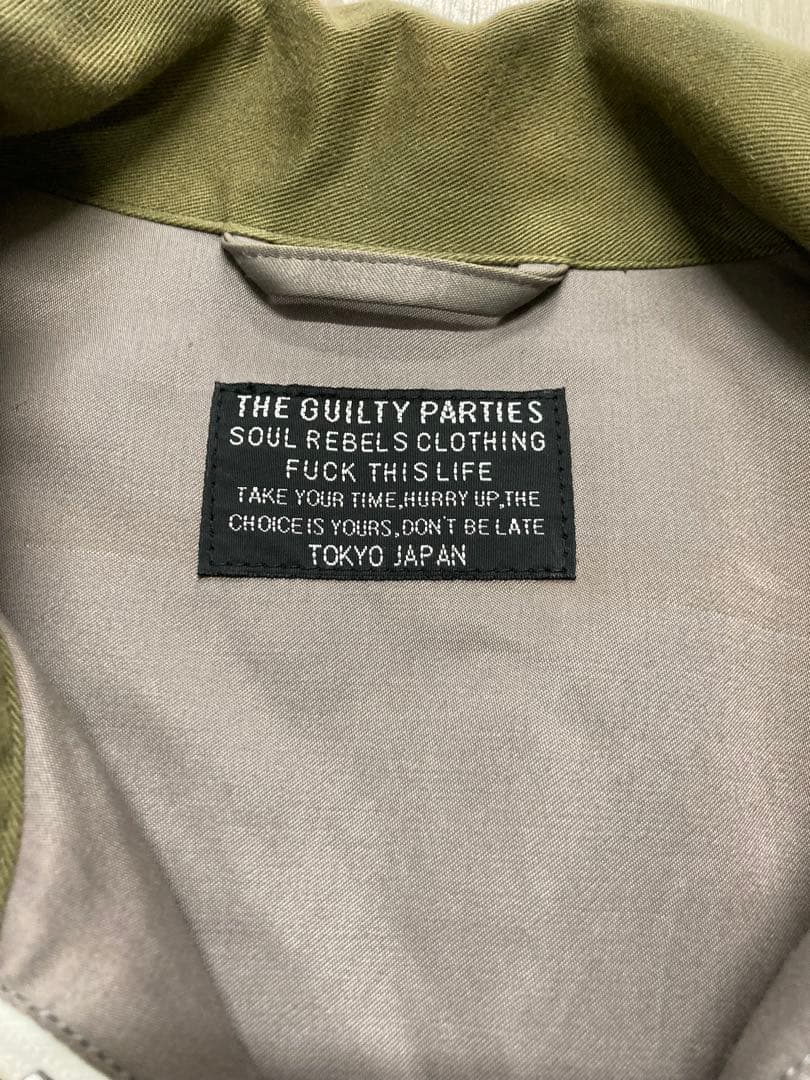 THE GUILTY PARTIES
SOUL REBELS CLOTHING
FUCK THIS LIFE
TAKE YOUR TIME,HURRY UP,THE
CHOICE IS YOURS,DON'T BE LATE
TOKYO JAPAN